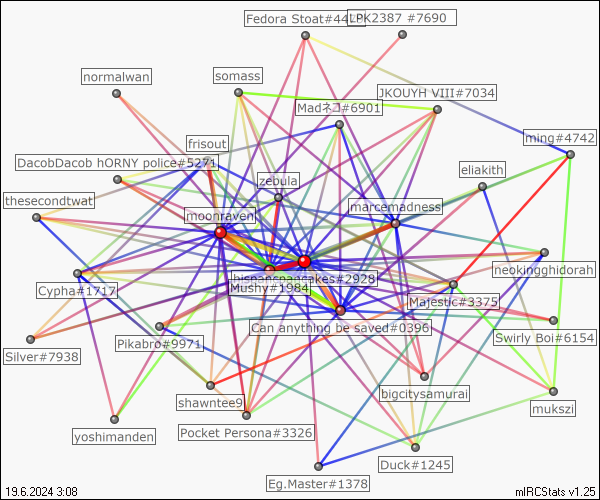 Fedora Stoat#44
LPK2387 #7690
normalwan
somass
JKOUYH VIII#7034
Madネコ#6901
frisout
ming#4742
DacobDacob hORNY police#5271
eliakith
zebula
thesecondtwat
marcemadness
moonraven
neokingghidorah
hispanicpancakes#2928
Mushy#1984
Cypha#1717
Majestic#3375
Can anything be saved#0396
Swirly Boi#6154
Pikabro#9971
Silver#7938
bigcitysamurai
shawntee9
mukszi
Pocket Persona#3326
yoshimanden
Duck#1245
Eg.Master#1378
19.6.2024 3:08
mIRCStats v1.25